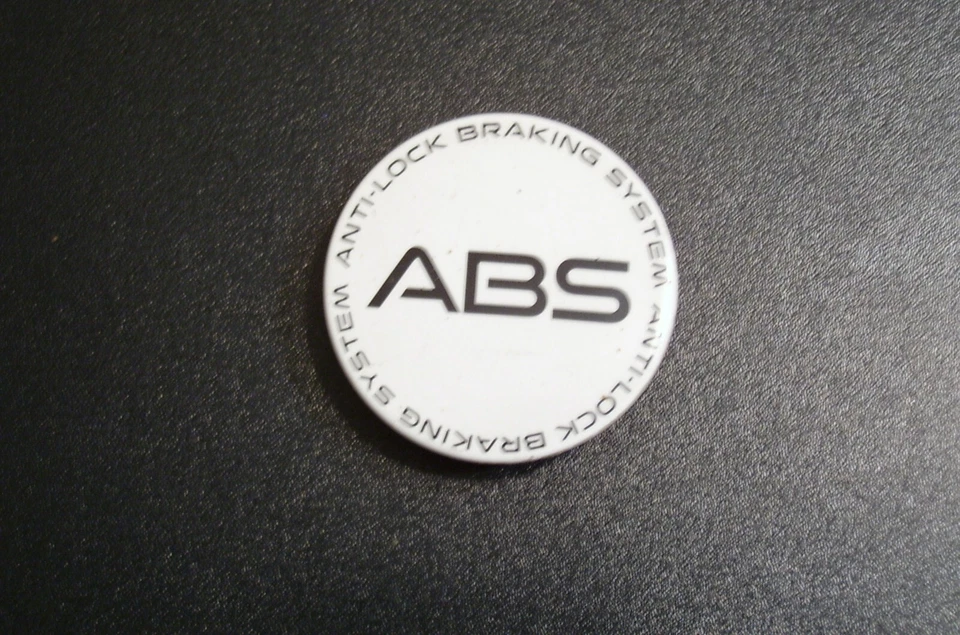 ANTI-LOCK BRAKING SYSTEM ANTI-LOCK BRAKING SYSTEM
ABS